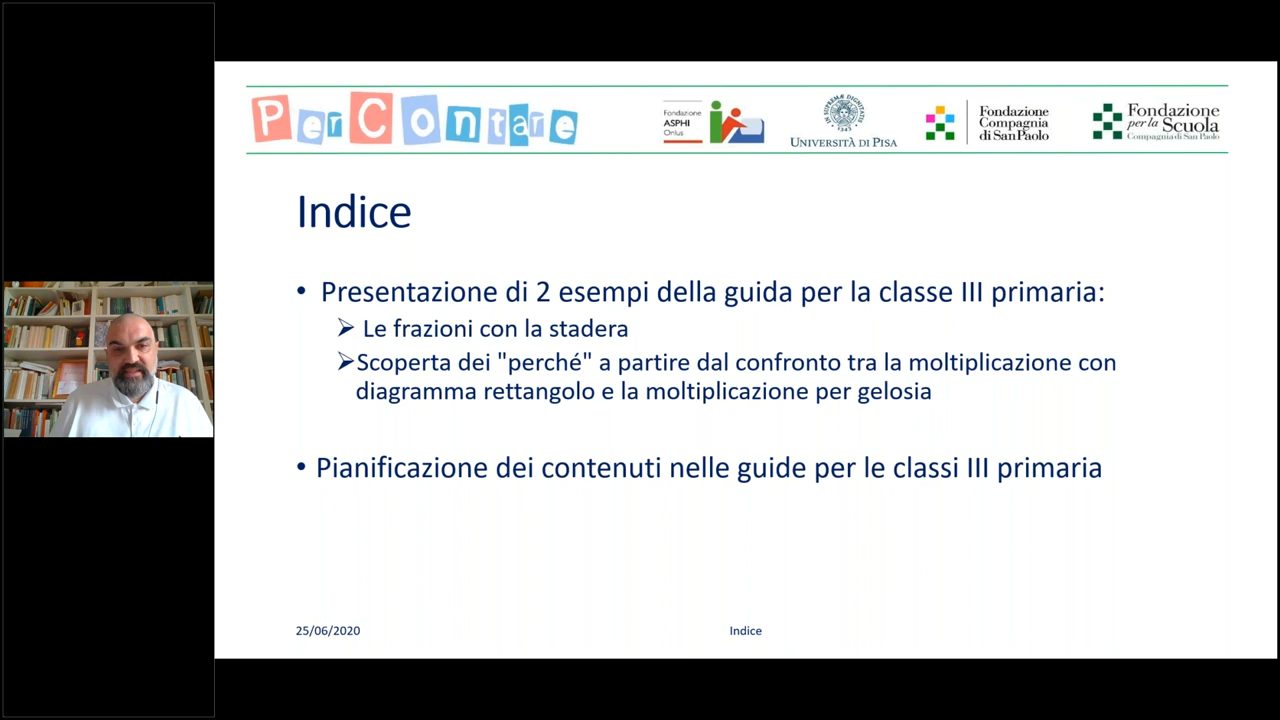 PerContare
Fondazione
ASPHI
Onlus
UNIVERSITÀ DI PISA
Fondazione
Compagnia
di San Paolo
Fondazione
per la Scuola
Compagnia di San Paolo
Indice
• Presentazione di 2 esempi della guida per la classe III primaria:
➢ Le frazioni con la stadera
➢Scoperta dei "perché" a partire dal confronto tra la moltiplicazione con
diagramma rettangolo e la moltiplicazione per gelosia
• Pianificazione dei contenuti nelle guide per le classi III primaria
25/06/2020
Indice